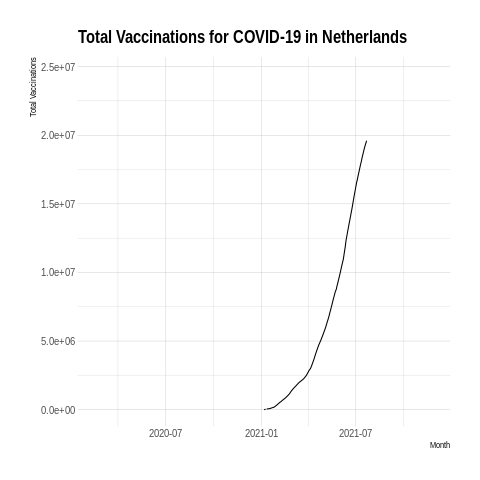 Total Vaccinations for COVID-19 in Netherlands
Total Vaccinations
2.5e+07
2.0e+07
1.5e+07
1.0e+07
5.0e+06
0.0e+00
2020-07
2021-01
2021-07
Month